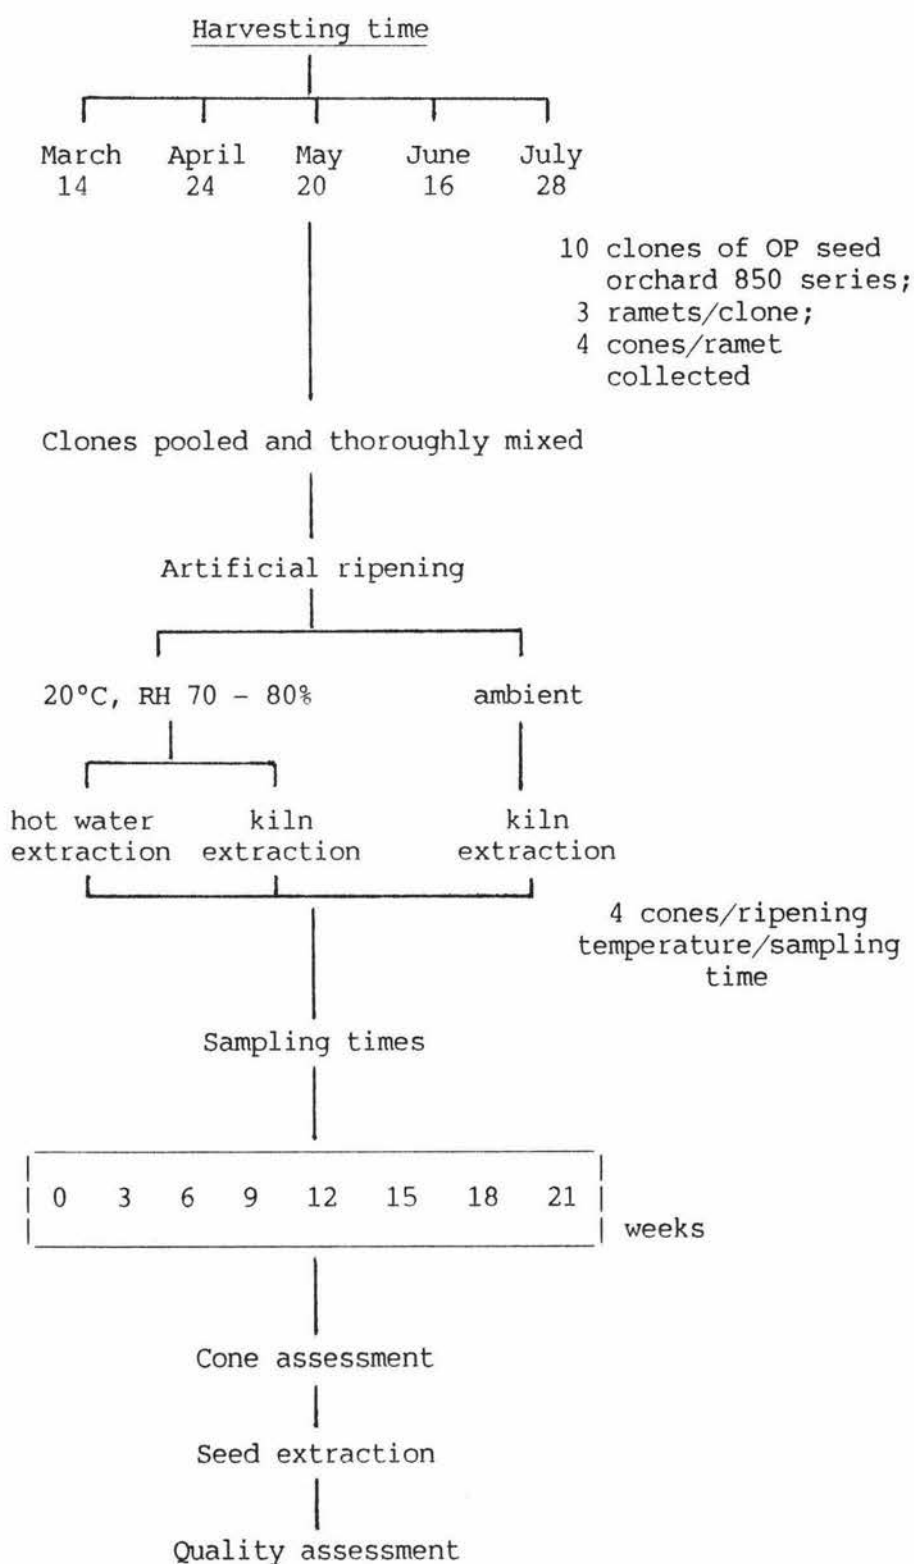 Harvesting time
March April May June July
14 24 20 16 28
10 clones of OP seed
orchard 850 series;
3 ramets/clone;
4 cones/ramet
collected
Clones pooled and thoroughly mixed
Artificial ripening
20°C, RH 70 - 80% ambient
hot water kiln kiln
extraction extraction extraction
4 cones/ripening
temperature/sampling
time
Sampling times
0 3 6 9 12 15 18 21
weeks
Cone assessment
Seed extraction
Quality assessment